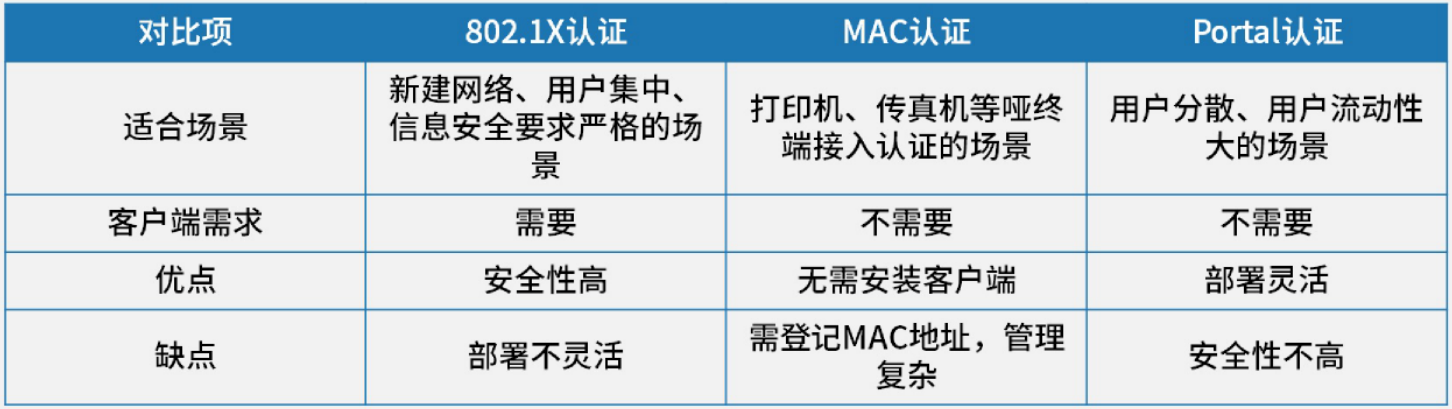 对比项 802.1X认证 MAC认证 Portal认证
适合场景
新建网络、用户集中、
信息安全要求严格的场
景
打印机、传真机等哑终
端接入认证的场景
用户分散、用户流动性
大的场景
客户端需求 需要 不需要 不需要
优点 安全性高 无需安装客户端 部署灵活
缺点 部署不灵活
需登记MAC地址，管理
复杂
安全性不高